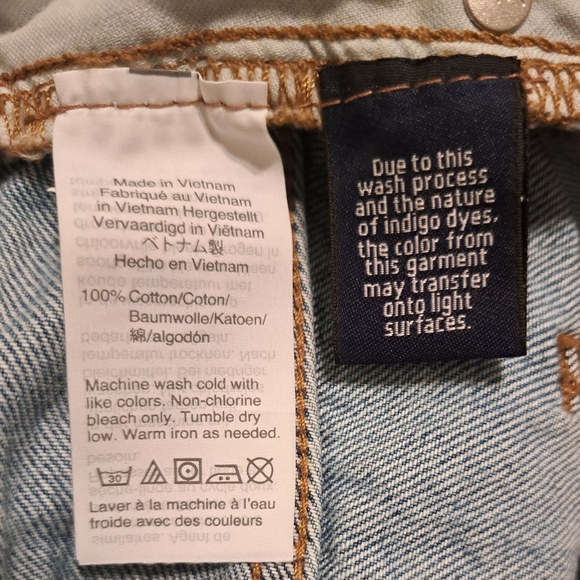 Made in Vietnam
Fabriqué au Vietnam
in Vietnam Hergestellt
Vervaardigd in Viëtnam
ベトナム製
Hecho en Vietnam
100% Cotton/Coton/
Baumwolle/Katoen/
綿/algodón
Machine wash cold with
like colors. Non-chlorine
bleach only. Tumble dry
low. Warm iron as needed.
30
Laver à la machine à l'eau
froide avec des couleurs
similaires. Agent de
Due to this
wash process
and the nature
of indigo dyes,
the color from
this garment
may transfer
onto light
surfaces.